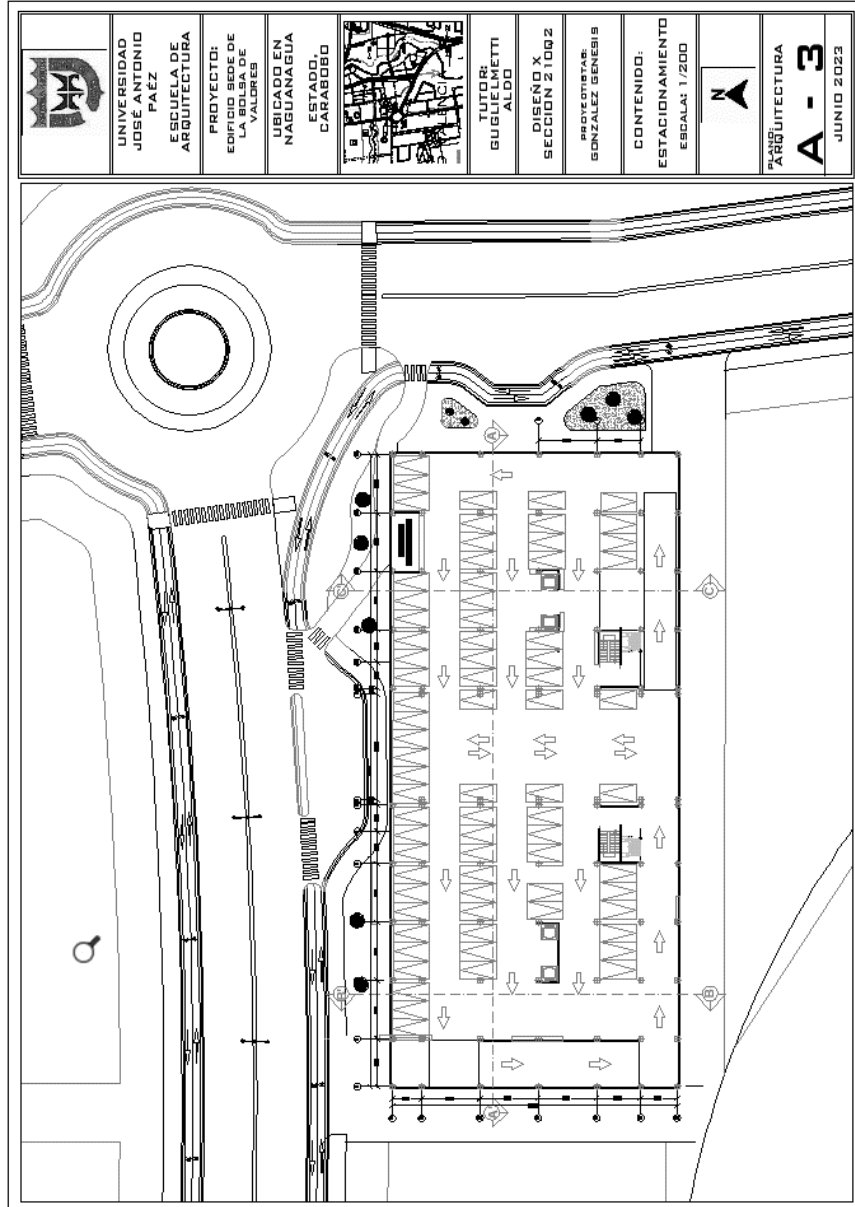 UNIVERSIDAD
JOSÉ ANTONIO
PAÉZ
ESCUELA DE
ARQUITECTURA
PROYECTO:
EDIFICIO SEDE DE
LA BOLSA DE
VALORES
UBICADO EN
NAGUANAGUA
ESTADO,
CARABOBO
TUTOR:
GUGLIELMETTI
ALDO
DISEÑO X
SECCION 210Q2
PROYECTISTAS:
GONZALEZ GENESIS
CONTENIDO:
ESTACIONAMIENTO
ESCALA: 1/200
N
PLANO:
ARQUITECTURA
A - 3
JUNIO 2023
A
C
C
B
A'